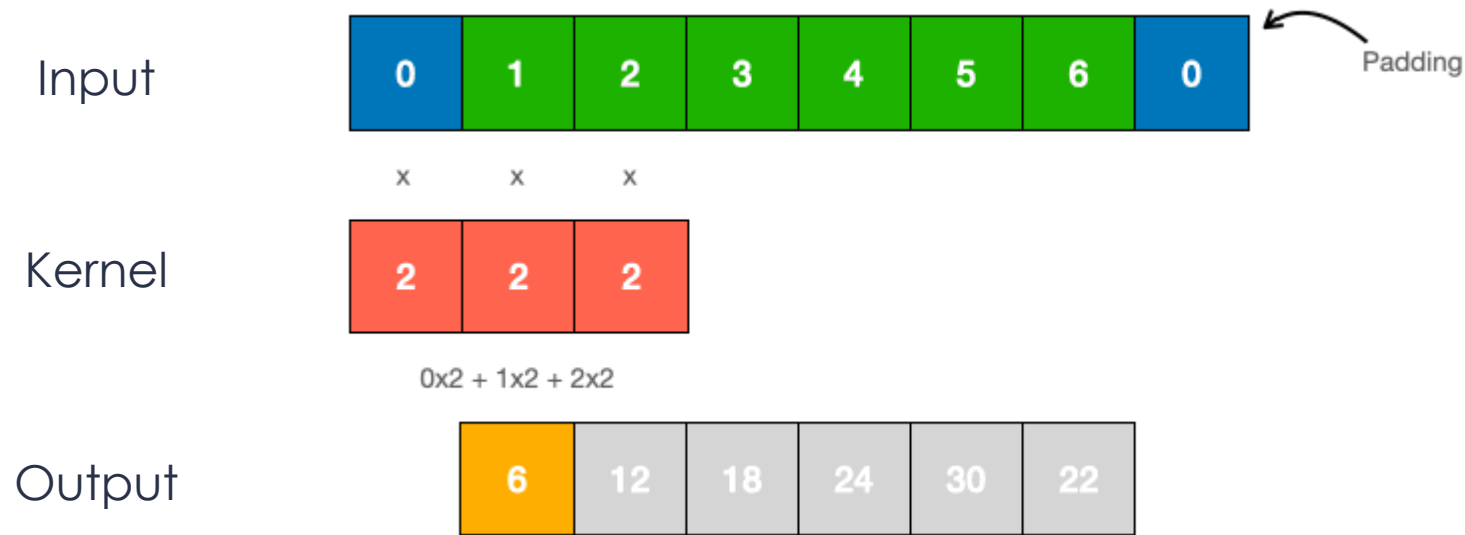 Input 0 1 2 3 4 5 6 0 Padding
x x x
Kernel 2 2 2
0x2 + 1x2 + 2x2
Output 6 12 18 24 30 22